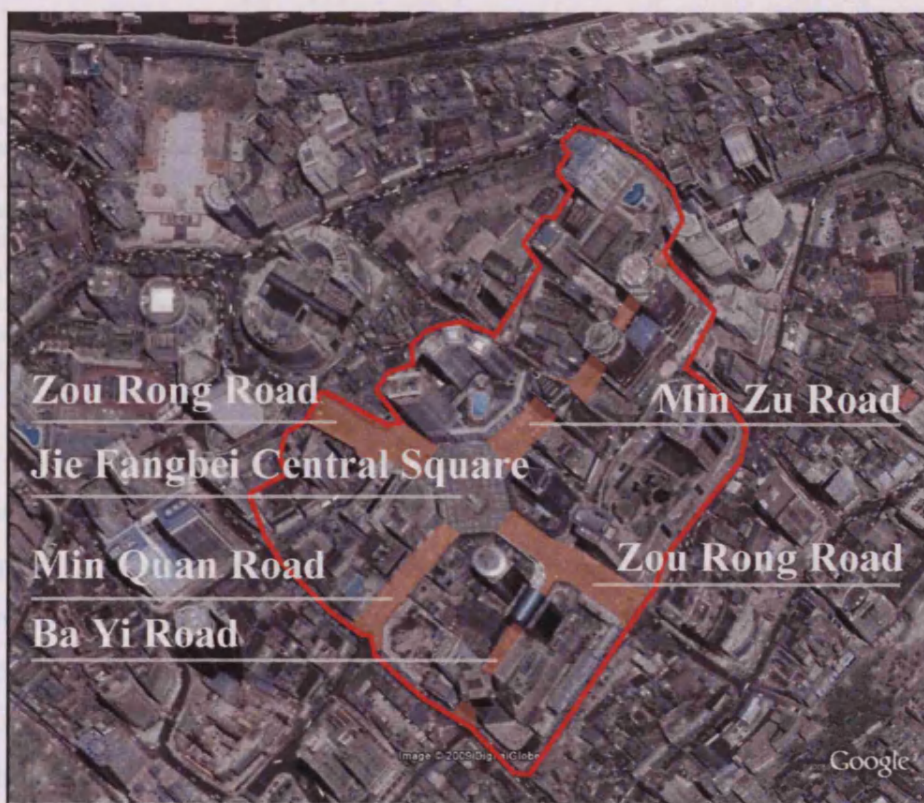 Zou Rong Road
Min Zu Road
Jie Fangbei Central Square
Min Quan Road
Zou Rong Road
Ba Yi Road
Image © 2009 DigitalGlobe
Google